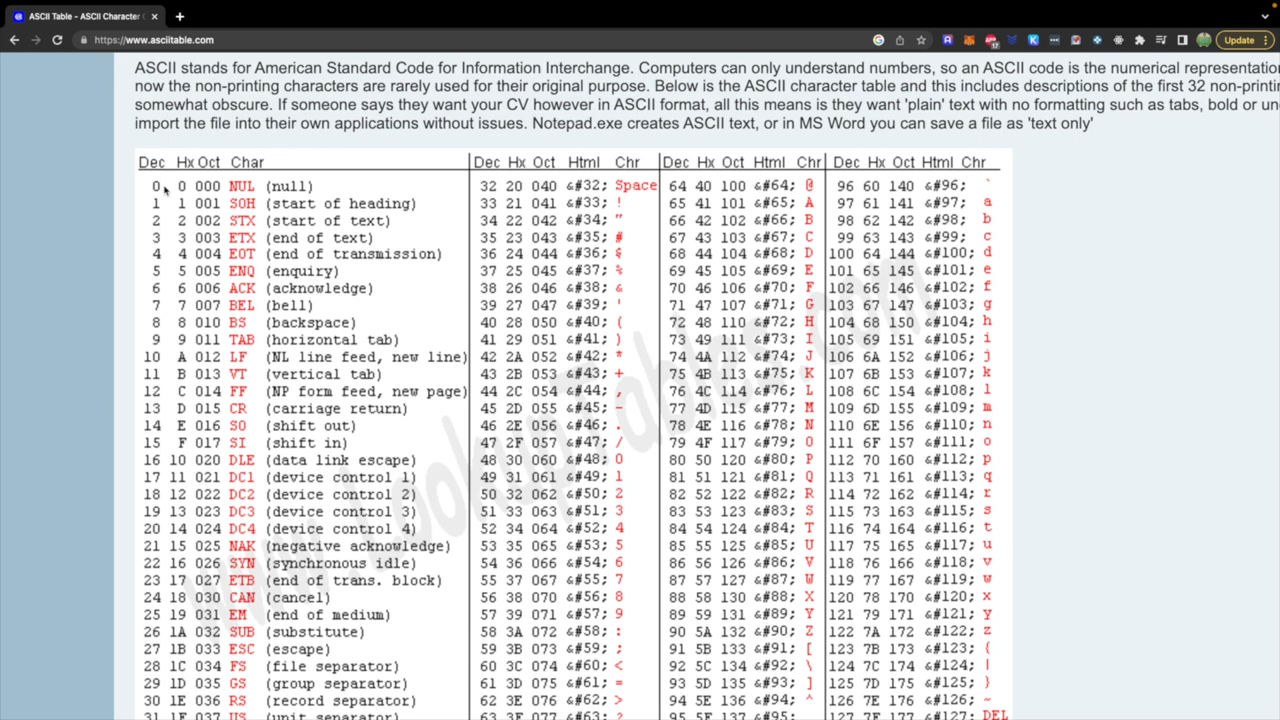 ASCII Table - ASCII Character
https://www.asciitable.com
Update
ASCII stands for American Standard Code for Information Interchange. Computers can only understand numbers, so an ASCII code is the numerical representatio
now the non-printing characters are rarely used for their original purpose. Below is the ASCII character table and this includes descriptions of the first 32 non-printin
somewhat obscure. If someone says they want your CV however in ASCII format, all this means is they want 'plain' text with no formatting such as tabs, bold or un
import the file into their own applications without issues. Notepad.exe creates ASCII text, or in MS Word you can save a file as 'text only'
Dec Hx Oct Char Dec Hx Oct Html Chr Dec Hx Oct Html Chr Dec Hx Oct Html Chr
0 0 000 NUL (null) 32 20 040 &#32; Space 64 40 100 &#64; @ 96 60 140 &#96; `
1 1 001 SOH (start of heading) 33 21 041 &#33; ! 65 41 101 &#65; A 97 61 141 &#97; a
2 2 002 STX (start of text) 34 22 042 &#34; " 66 42 102 &#66; B 98 62 142 &#98; b
3 3 003 ETX (end of text) 35 23 043 &#35; # 67 43 103 &#67; C 99 63 143 &#99; c
4 4 004 EOT (end of transmission) 36 24 044 &#36; $ 68 44 104 &#68; D 100 64 144 &#100; d
5 5 005 ENQ (enquiry) 37 25 045 &#37; % 69 45 105 &#69; E 101 65 145 &#101; e
6 6 006 ACK (acknowledge) 38 26 046 &#38; & 70 46 106 &#70; F 102 66 146 &#102; f
7 7 007 BEL (bell) 39 27 047 &#39; ' 71 47 107 &#71; G 103 67 147 &#103; g
8 8 010 BS (backspace) 40 28 050 &#40; ( 72 48 110 &#72; H 104 68 150 &#104; h
9 9 011 TAB (horizontal tab) 41 29 051 &#41; ) 73 49 111 &#73; I 105 69 151 &#105; i
10 A 012 LF (NL line feed, new line) 42 2A 052 &#42; * 74 4A 112 &#74; J 106 6A 152 &#106; j
11 B 013 VT (vertical tab) 43 2B 053 &#43; + 75 4B 113 &#75; K 107 6B 153 &#107; k
12 C 014 FF (NP form feed, new page) 44 2C 054 &#44; , 76 4C 114 &#76; L 108 6C 154 &#108; l
13 D 015 CR (carriage return) 45 2D 055 &#45; - 77 4D 115 &#77; M 109 6D 155 &#109; m
14 E 016 SO (shift out) 46 2E 056 &#46; . 78 4E 116 &#78; N 110 6E 156 &#110; n
15 F 017 SI (shift in) 47 2F 057 &#47; / 79 4F 117 &#79; O 111 6F 157 &#111; o
16 10 020 DLE (data link escape) 48 30 060 &#48; 0 80 50 120 &#80; P 112 70 160 &#112; p
17 11 021 DC1 (device control 1) 49 31 061 &#49; 1 81 51 121 &#81; Q 113 71 161 &#113; q
18 12 022 DC2 (device control 2) 50 32 062 &#50; 2 82 52 122 &#82; R 114 72 162 &#114; r
19 13 023 DC3 (device control 3) 51 33 063 &#51; 3 83 53 123 &#83; S 115 73 163 &#115; s
20 14 024 DC4 (device control 4) 52 34 064 &#52; 4 84 54 124 &#84; T 116 74 164 &#116; t
21 15 025 NAK (negative acknowledge) 53 35 065 &#53; 5 85 55 125 &#85; U 117 75 165 &#117; u
22 16 026 SYN (synchronous idle) 54 36 066 &#54; 6 86 56 126 &#86; V 118 76 166 &#118; v
23 17 027 ETB (end of trans. block) 55 37 067 &#55; 7 87 57 127 &#87; W 119 77 167 &#119; w
24 18 030 CAN (cancel) 56 38 070 &#56; 8 88 58 130 &#88; X 120 78 170 &#120; x
25 19 031 EM (end of medium) 57 39 071 &#57; 9 89 59 131 &#89; Y 121 79 171 &#121; y
26 1A 032 SUB (substitute) 58 3A 072 &#58; : 90 5A 132 &#90; Z 122 7A 172 &#122; z
27 1B 033 ESC (escape) 59 3B 073 &#59; ; 91 5B 133 &#91; [ 123 7B 173 &#123; {
28 1C 034 FS (file separator) 60 3C 074 &#60; < 92 5C 134 &#92; \ 124 7C 174 &#124; |
29 1D 035 GS (group separator) 61 3D 075 &#61; = 93 5D 135 &#93; ] 125 7D 175 &#125; }
30 1E 036 RS (record separator) 62 3E 076 &#62; > 94 5E 136 &#94; ^ 126 7E 176 &#126; ~
31 1F 037 US (unit separator) 63 3F 077 &#63; ? 95 5F 137 &#95; 127 7F 177 &#127; DEL
www.LookupTables.com